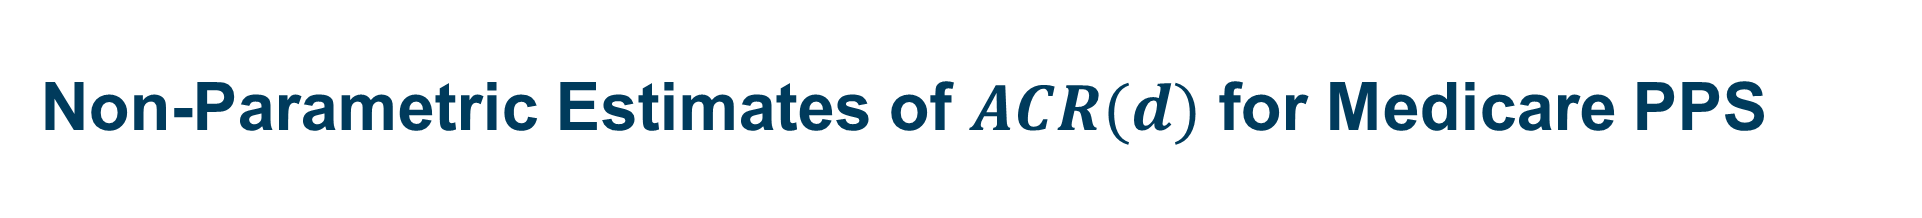 Non-Parametric Estimates of ACR(d) for Medicare PPS